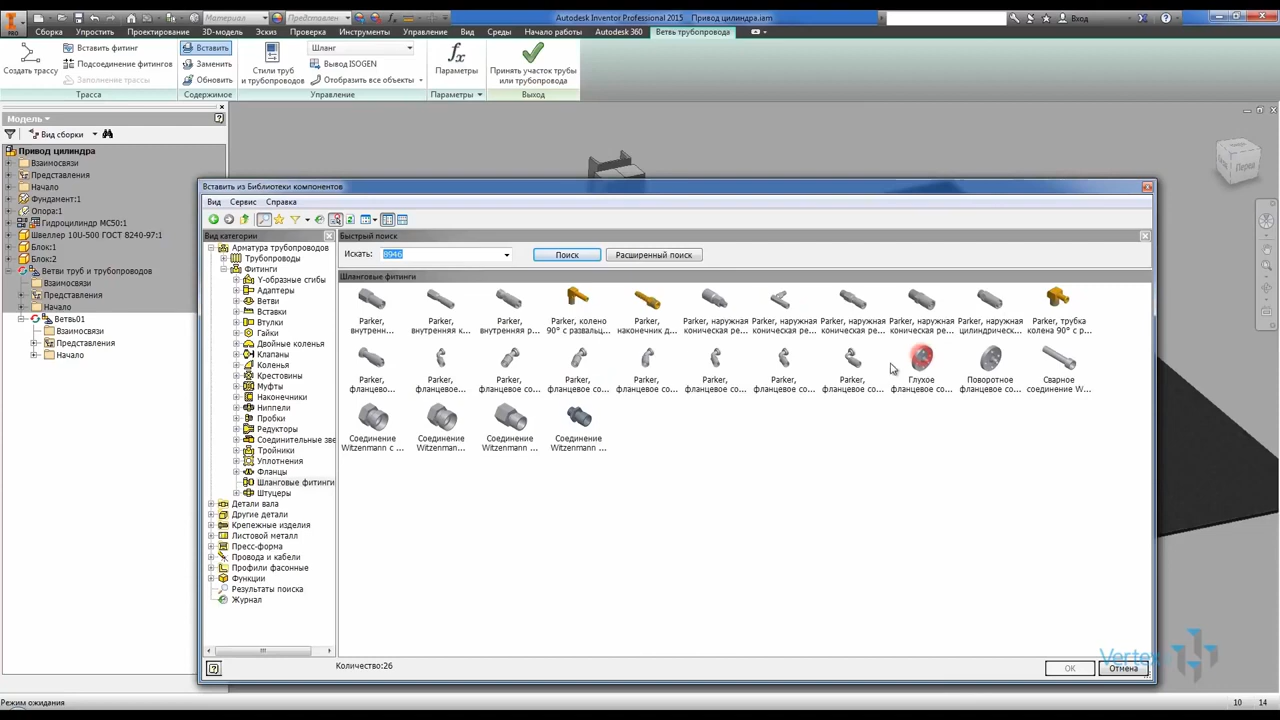 Материал
Представлен
Autodesk Inventor Professional 2015 Привод цилиндра.iam
Вход
PRO
Сборка Упростить Проектирование 3D-модель Эскиз Проверка Инструменты Управление Вид Среды Начало работы Autodesk 360 Ветвь трубопровода
Создать трассу
Вставить фитинг
Подсоединение фитингов
Заполнение трассы
Трасса
Вставить
Заменить
Обновить
Содержимое
Стили труб
и трубопроводов
Шланг
Вывод ISOGEN
Отобразить все объекты
Управление
Параметры
Параметры
Принять участок трубы
или трубопровода
Выход
Модель
Вид сборки
Привод цилиндра
Взаимосвязи
Представления
Начало
Фундамент:1
Опора:1
Гидроцилиндр МС50:1
Швеллер 10U-500 ГОСТ 8240-97:1
Блок:1
Блок:2
Ветви труб и трубопроводов
Взаимосвязи
Представления
Начало
Ветвь01
Взаимосвязи
Представления
Начало
Вставить из Библиотеки компонентов
Вид Сервис Справка
Вид категории
Арматура трубопроводов
Трубопроводы
Фитинги
Y-образные сгибы
Адаптеры
Ветви
Вставки
Втулки
Гайки
Двойные коленья
Клапаны
Коленья
Крестовины
Муфты
Наконечники
Ниппели
Пробки
Редукторы
Соединительные зве
Тройники
Уплотнения
Фланцы
Шланговые фитинги
Штуцеры
Детали вала
Другие детали
Крепежные изделия
Листовой металл
Пресс-форма
Провода и кабели
Профили фасонные
Функции
Результаты поиска
Журнал
Быстрый поиск
Искать: 8946 Поиск Расширенный поиск
Шланговые фитинги
Parker, внутренн...
Parker, внутренняя к...
Parker, внутренняя р...
Parker, колено 90° с развальц...
Parker, наконечник д...
Parker, наружная коническая ре...
Parker, наружная коническая ре...
Parker, наружная коническая ре...
Parker, наружная коническая ре...
Parker, наружная цилиндрическ...
Parker, трубка колена 90° с р...
Parker, фланцево...
Parker, фланцевое...
Parker, фланцевое со...
Parker, фланцевое со...
Parker, фланцевое со...
Parker, фланцевое со...
Parker, фланцевое со...
Parker, фланцевое со...
Глухое фланцевое со...
Поворотное фланцевое со...
Сварное соединение W...
Соединение Witzenmann с ...
Соединение Witzenman...
Соединение Witzenmann ...
Соединение Witzenmann ...
Количество:26
OK
Отмена
Vertex
Перед
Режим ожидания
10 14